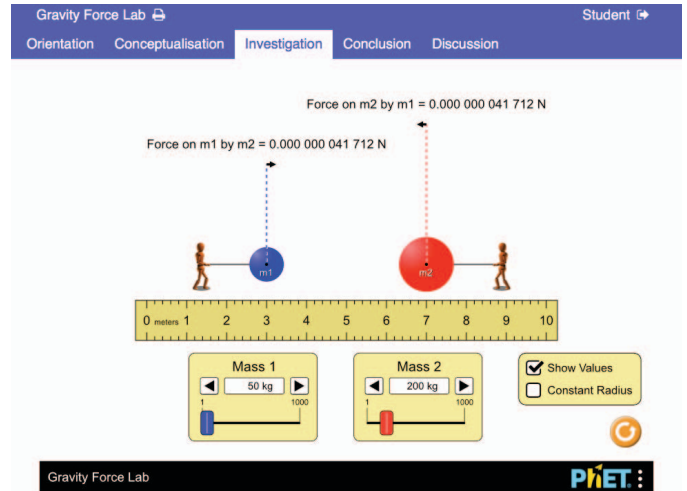 Gravity Force Lab Student
Orientation Conceptualisation Investigation Conclusion Discussion
Force on m2 by m1 = 0.000 000 041 712 N
Force on m1 by m2 = 0.000 000 041 712 N
m1 m2
0 meters 1 2 3 4 5 6 7 8 9 10
Mass 1 Mass 2
50 kg 200 kg
1 1000 1 1000
Show Values
Constant Radius
Gravity Force Lab PhET